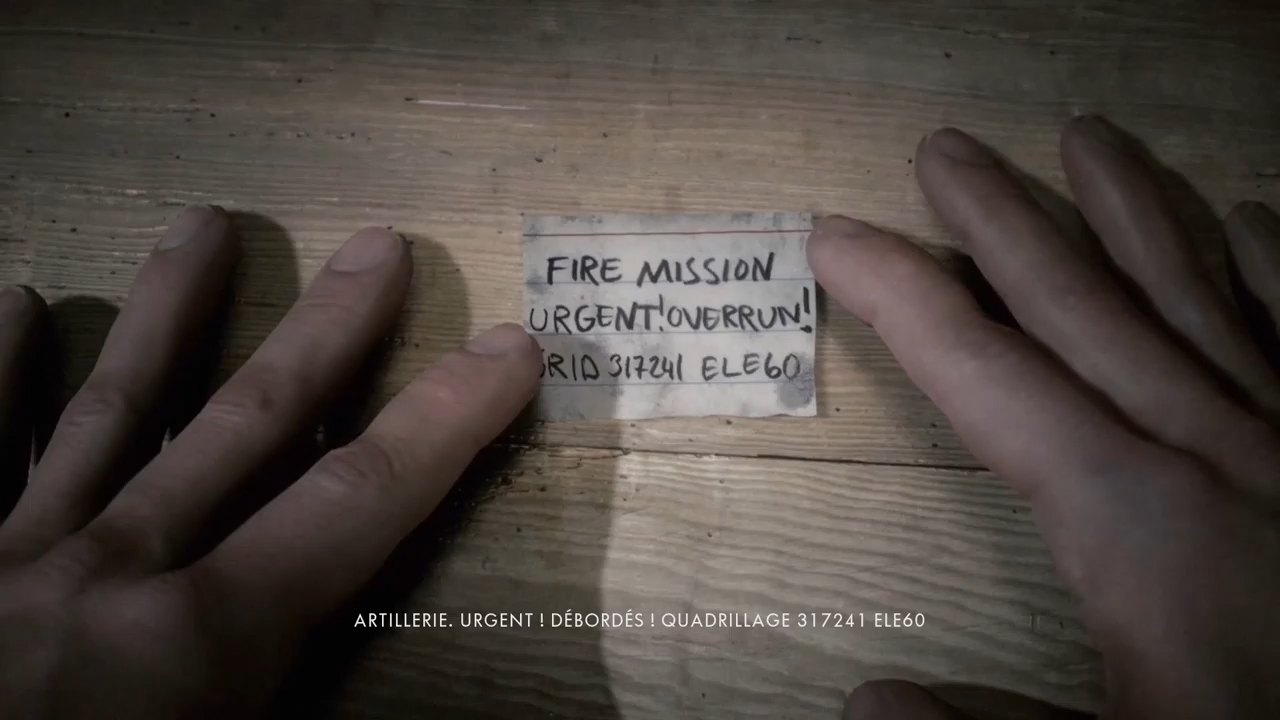 FIRE MISSION
URGENT! OVERRUN!
GRID 317241 ELE60
ARTILLERIE. URGENT ! DÉBORDÉS ! QUADRILLAGE 317241 ELE60